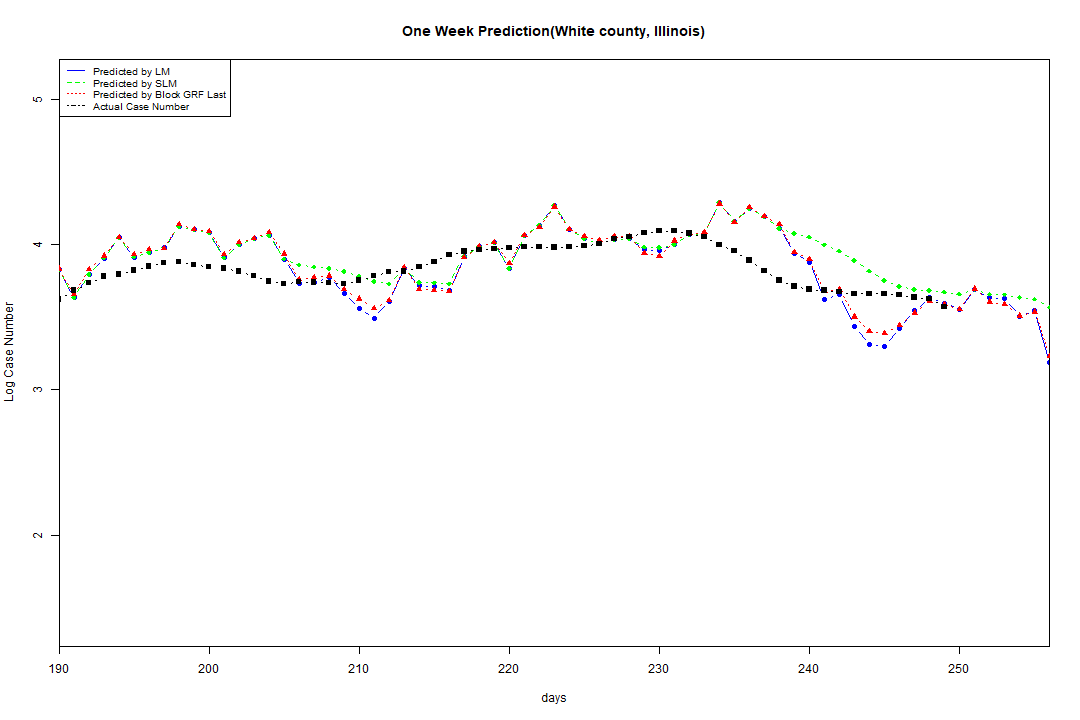 One Week Prediction(White county, Illinois)
Predicted by LM
Predicted by SLM
Predicted by Block GRF Last
Actual Case Number
5
4
3
2
Log Case Number
190 200 210 220 230 240 250
days